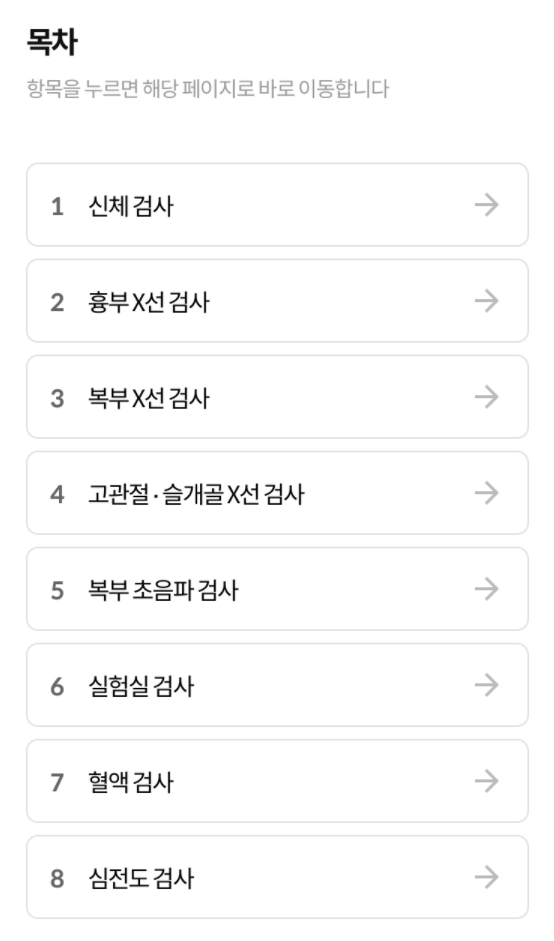 목차
항목을 누르면 해당 페이지로 바로 이동합니다
1 신체 검사
2 흉부 X선 검사
3 복부 X선 검사
4 고관절 · 슬개골 X선 검사
5 복부 초음파 검사
6 실험실 검사
7 혈액 검사
8 심전도 검사